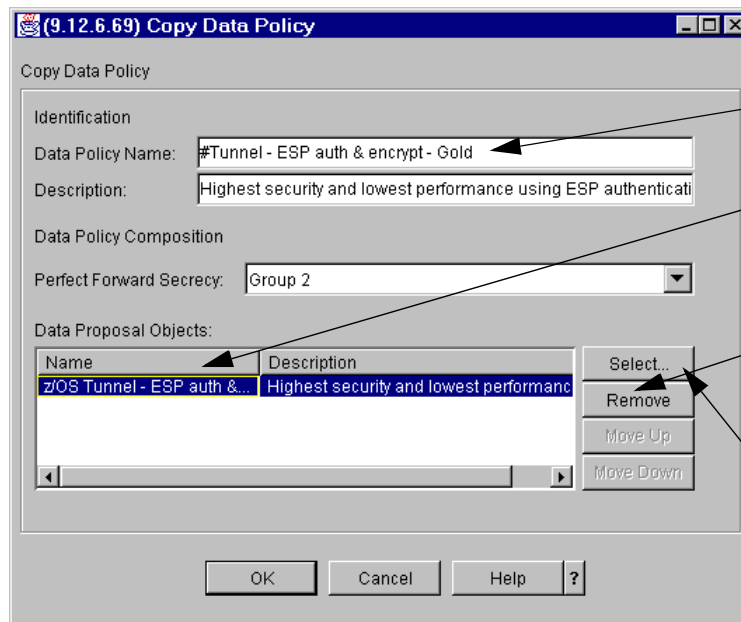 (9.12.6.69) Copy Data Policy
Copy Data Policy
Identification
Data Policy Name: #Tunnel - ESP auth & encrypt - Gold
Description: Highest security and lowest performance using ESP authenticati
Data Policy Composition
Perfect Forward Secrecy: Group 2
Data Proposal Objects:
Name Description Select...
z/OS Tunnel - ESP auth &... Highest security and lowest performanc Remove
Move Up
Move Down
OK Cancel Help ?